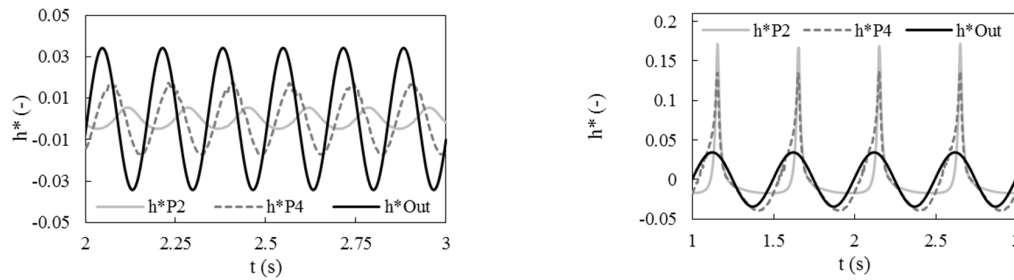 0.05
0.03
0.01
-0.01
-0.03
-0.05
h* (-)
h*P2 h*P4 h*Out
2 2.25 2.5 2.75 3
t (s)
0.2
0.15
0.1
0.05
0
-0.05
h* (-)
h*P2 h*P4 h*Out
1 1.5 2 2.5 3
t (s)